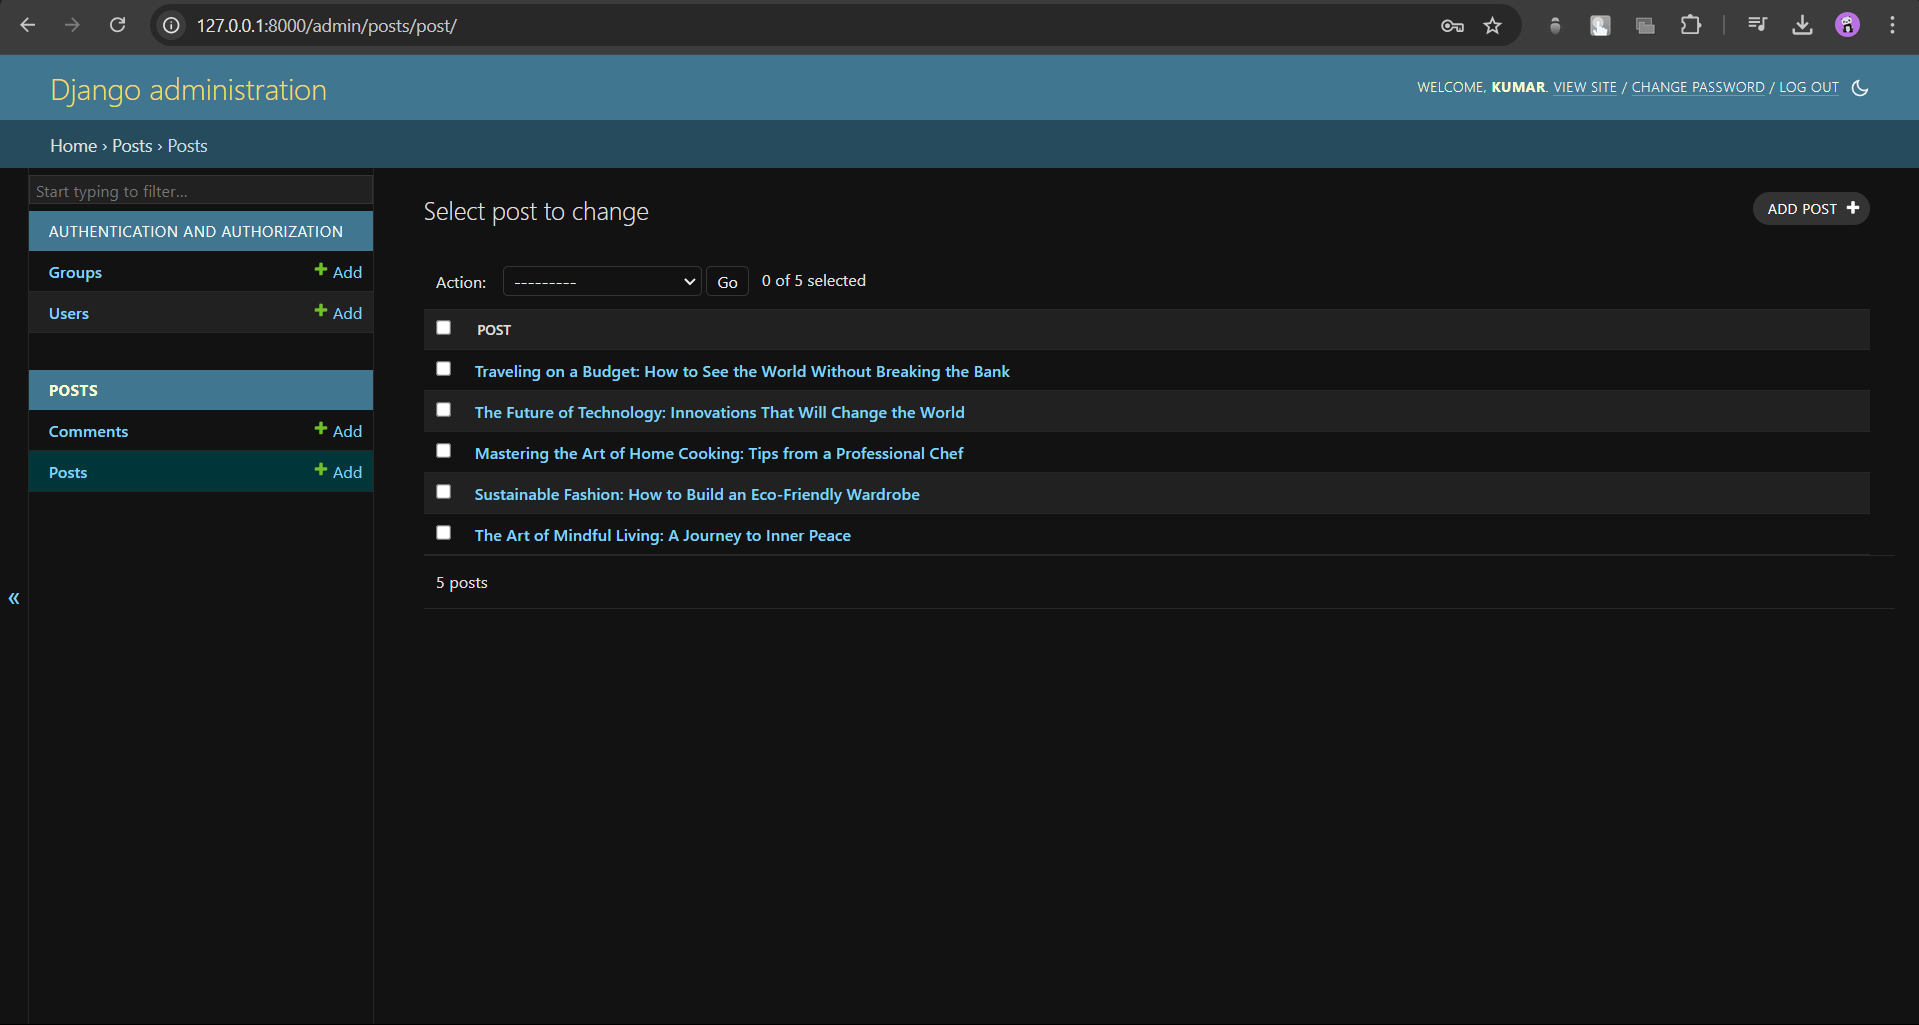 127.0.0.1:8000/admin/posts/post/
Django administration
WELCOME, KUMAR. VIEW SITE / CHANGE PASSWORD / LOG OUT
Home › Posts › Posts
Start typing to filter...
AUTHENTICATION AND AUTHORIZATION
Groups + Add
Users + Add
POSTS
Comments + Add
Posts + Add
«
Select post to change
ADD POST +
Action: --------- Go 0 of 5 selected
POST
Traveling on a Budget: How to See the World Without Breaking the Bank
The Future of Technology: Innovations That Will Change the World
Mastering the Art of Home Cooking: Tips from a Professional Chef
Sustainable Fashion: How to Build an Eco-Friendly Wardrobe
The Art of Mindful Living: A Journey to Inner Peace
5 posts